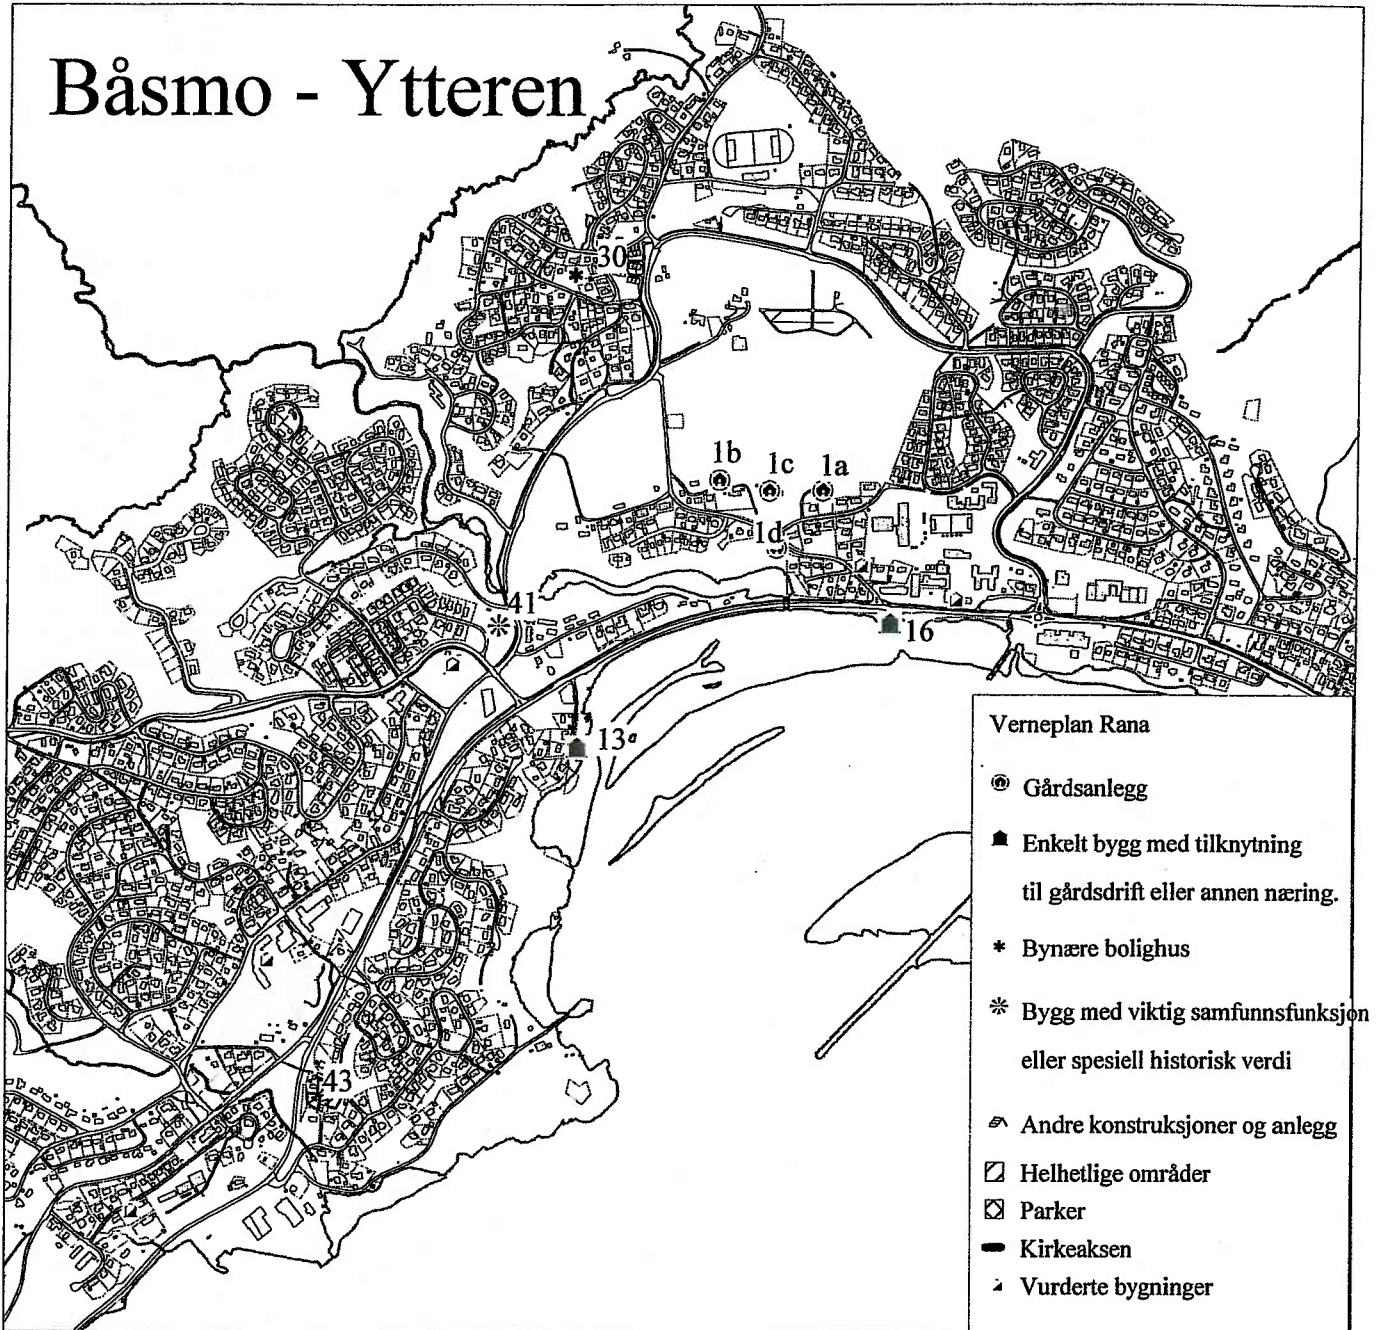 Båsmo - Ytteren
30
1b
1c
1a
1d
41
16
13
43
Verneplan Rana
Gårdsanlegg
Enkelt bygg med tilknytning
til gårdsdrift eller annen næring.
Bynære bolighus
Bygg med viktig samfunnsfunksjon
eller spesiell historisk verdi
Andre konstruksjoner og anlegg
Helhetlige områder
Parker
Kirkeaksen
Vurderte bygninger